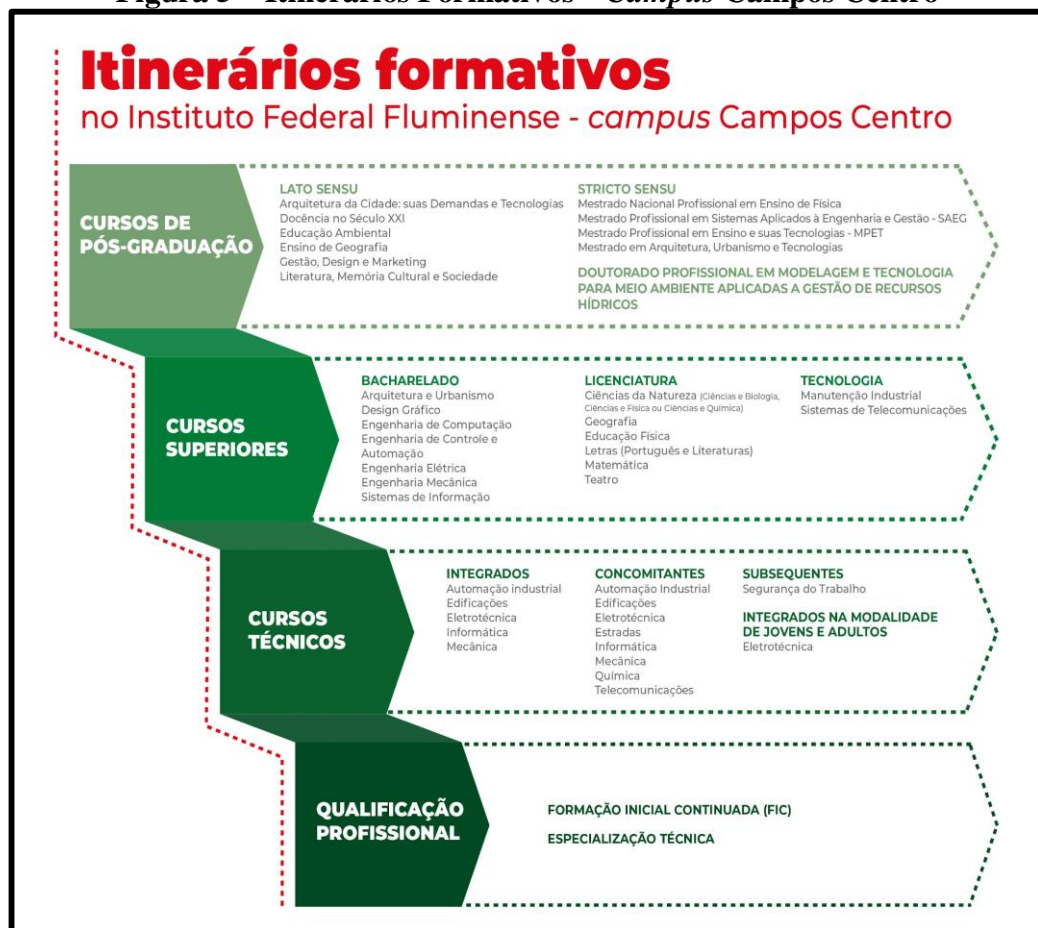 Itinerários Formativos – Campus Campos Centro
Itinerários formativos
no Instituto Federal Fluminense - campus Campos Centro
CURSOS DE
PÓS-GRADUAÇÃO
LATO SENSU
Arquitetura da Cidade: suas Demandas e Tecnologias
Docência no Século XXI
Educação Ambiental
Ensino de Geografia
Gestão, Design e Marketing
Literatura, Memória Cultural e Sociedade
STRICTO SENSU
Mestrado Nacional Profissional em Ensino de Física
Mestrado Profissional em Sistemas Aplicados à Engenharia e Gestão - SAEG
Mestrado Profissional em Ensino e suas Tecnologias - MPET
Mestrado em Arquitetura, Urbanismo e Tecnologias
DOUTORADO PROFISSIONAL EM MODELAGEM E TECNOLOGIA
PARA MEIO AMBIENTE APLICADAS A GESTÃO DE RECURSOS
HÍDRICOS
CURSOS
SUPERIORES
BACHARELADO
Arquitetura e Urbanismo
Design Gráfico
Engenharia de Computação
Engenharia de Controle e
Automação
Engenharia Elétrica
Engenharia Mecânica
Sistemas de Informação
LICENCIATURA
Ciências da Natureza (Ciências e Biologia,
Ciências e Física ou Ciências e Química)
Geografia
Educação Física
Letras (Português e Literaturas)
Matemática
Teatro
TECNOLOGIA
Manutenção Industrial
Sistemas de Telecomunicações
CURSOS
TÉCNICOS
INTEGRADOS
Automação industrial
Edificações
Eletrotécnica
Informática
Mecânica
CONCOMITANTES
Automação Industrial
Edificações
Eletrotécnica
Estradas
Informática
Mecânica
Química
Telecomunicações
SUBSEQUENTES
Segurança do Trabalho
INTEGRADOS NA MODALIDADE
DE JOVENS E ADULTOS
Eletrotécnica
QUALIFICAÇÃO
PROFISSIONAL
FORMAÇÃO INICIAL CONTINUADA (FIC)
ESPECIALIZAÇÃO TÉCNICA